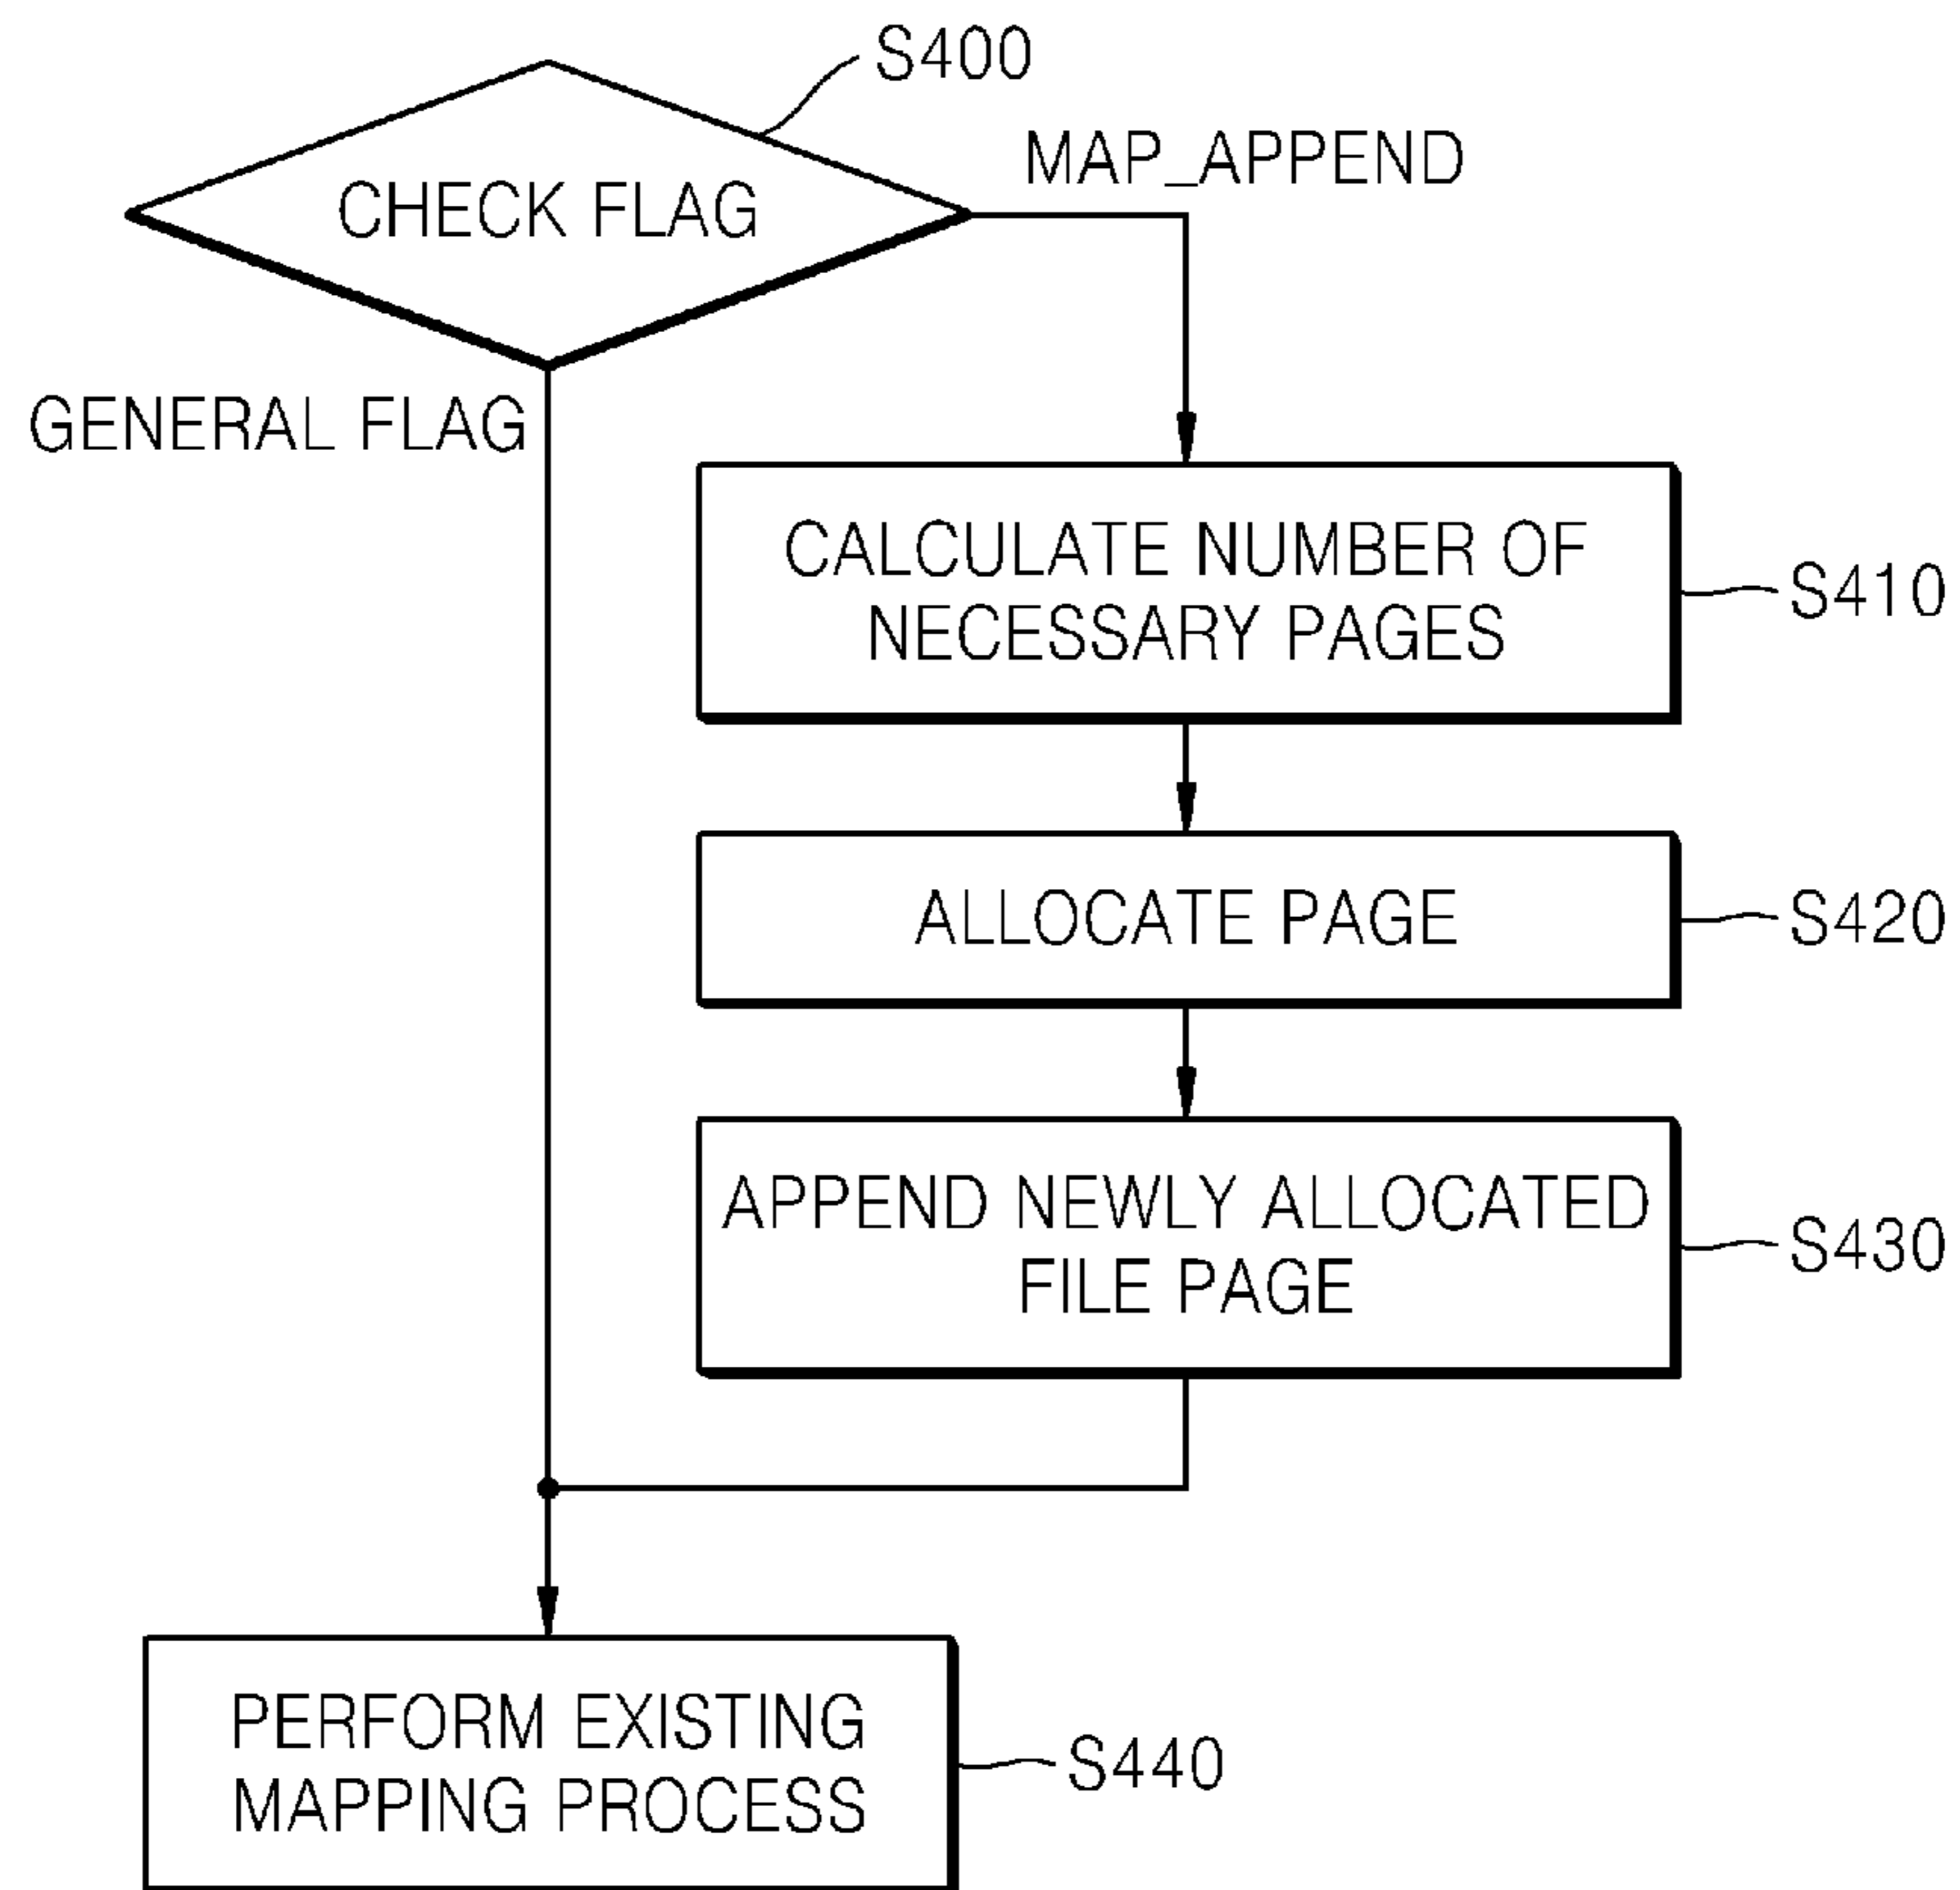 S400
MAP_APPEND
CHECK FLAG
GENERAL FLAG
CALCULATE NUMBER OF
NECESSARY PAGES
S410
ALLOCATE PAGE
S420
APPEND NEWLY ALLOCATED
FILE PAGE
S430
PERFORM EXISTING
MAPPING PROCESS
S440